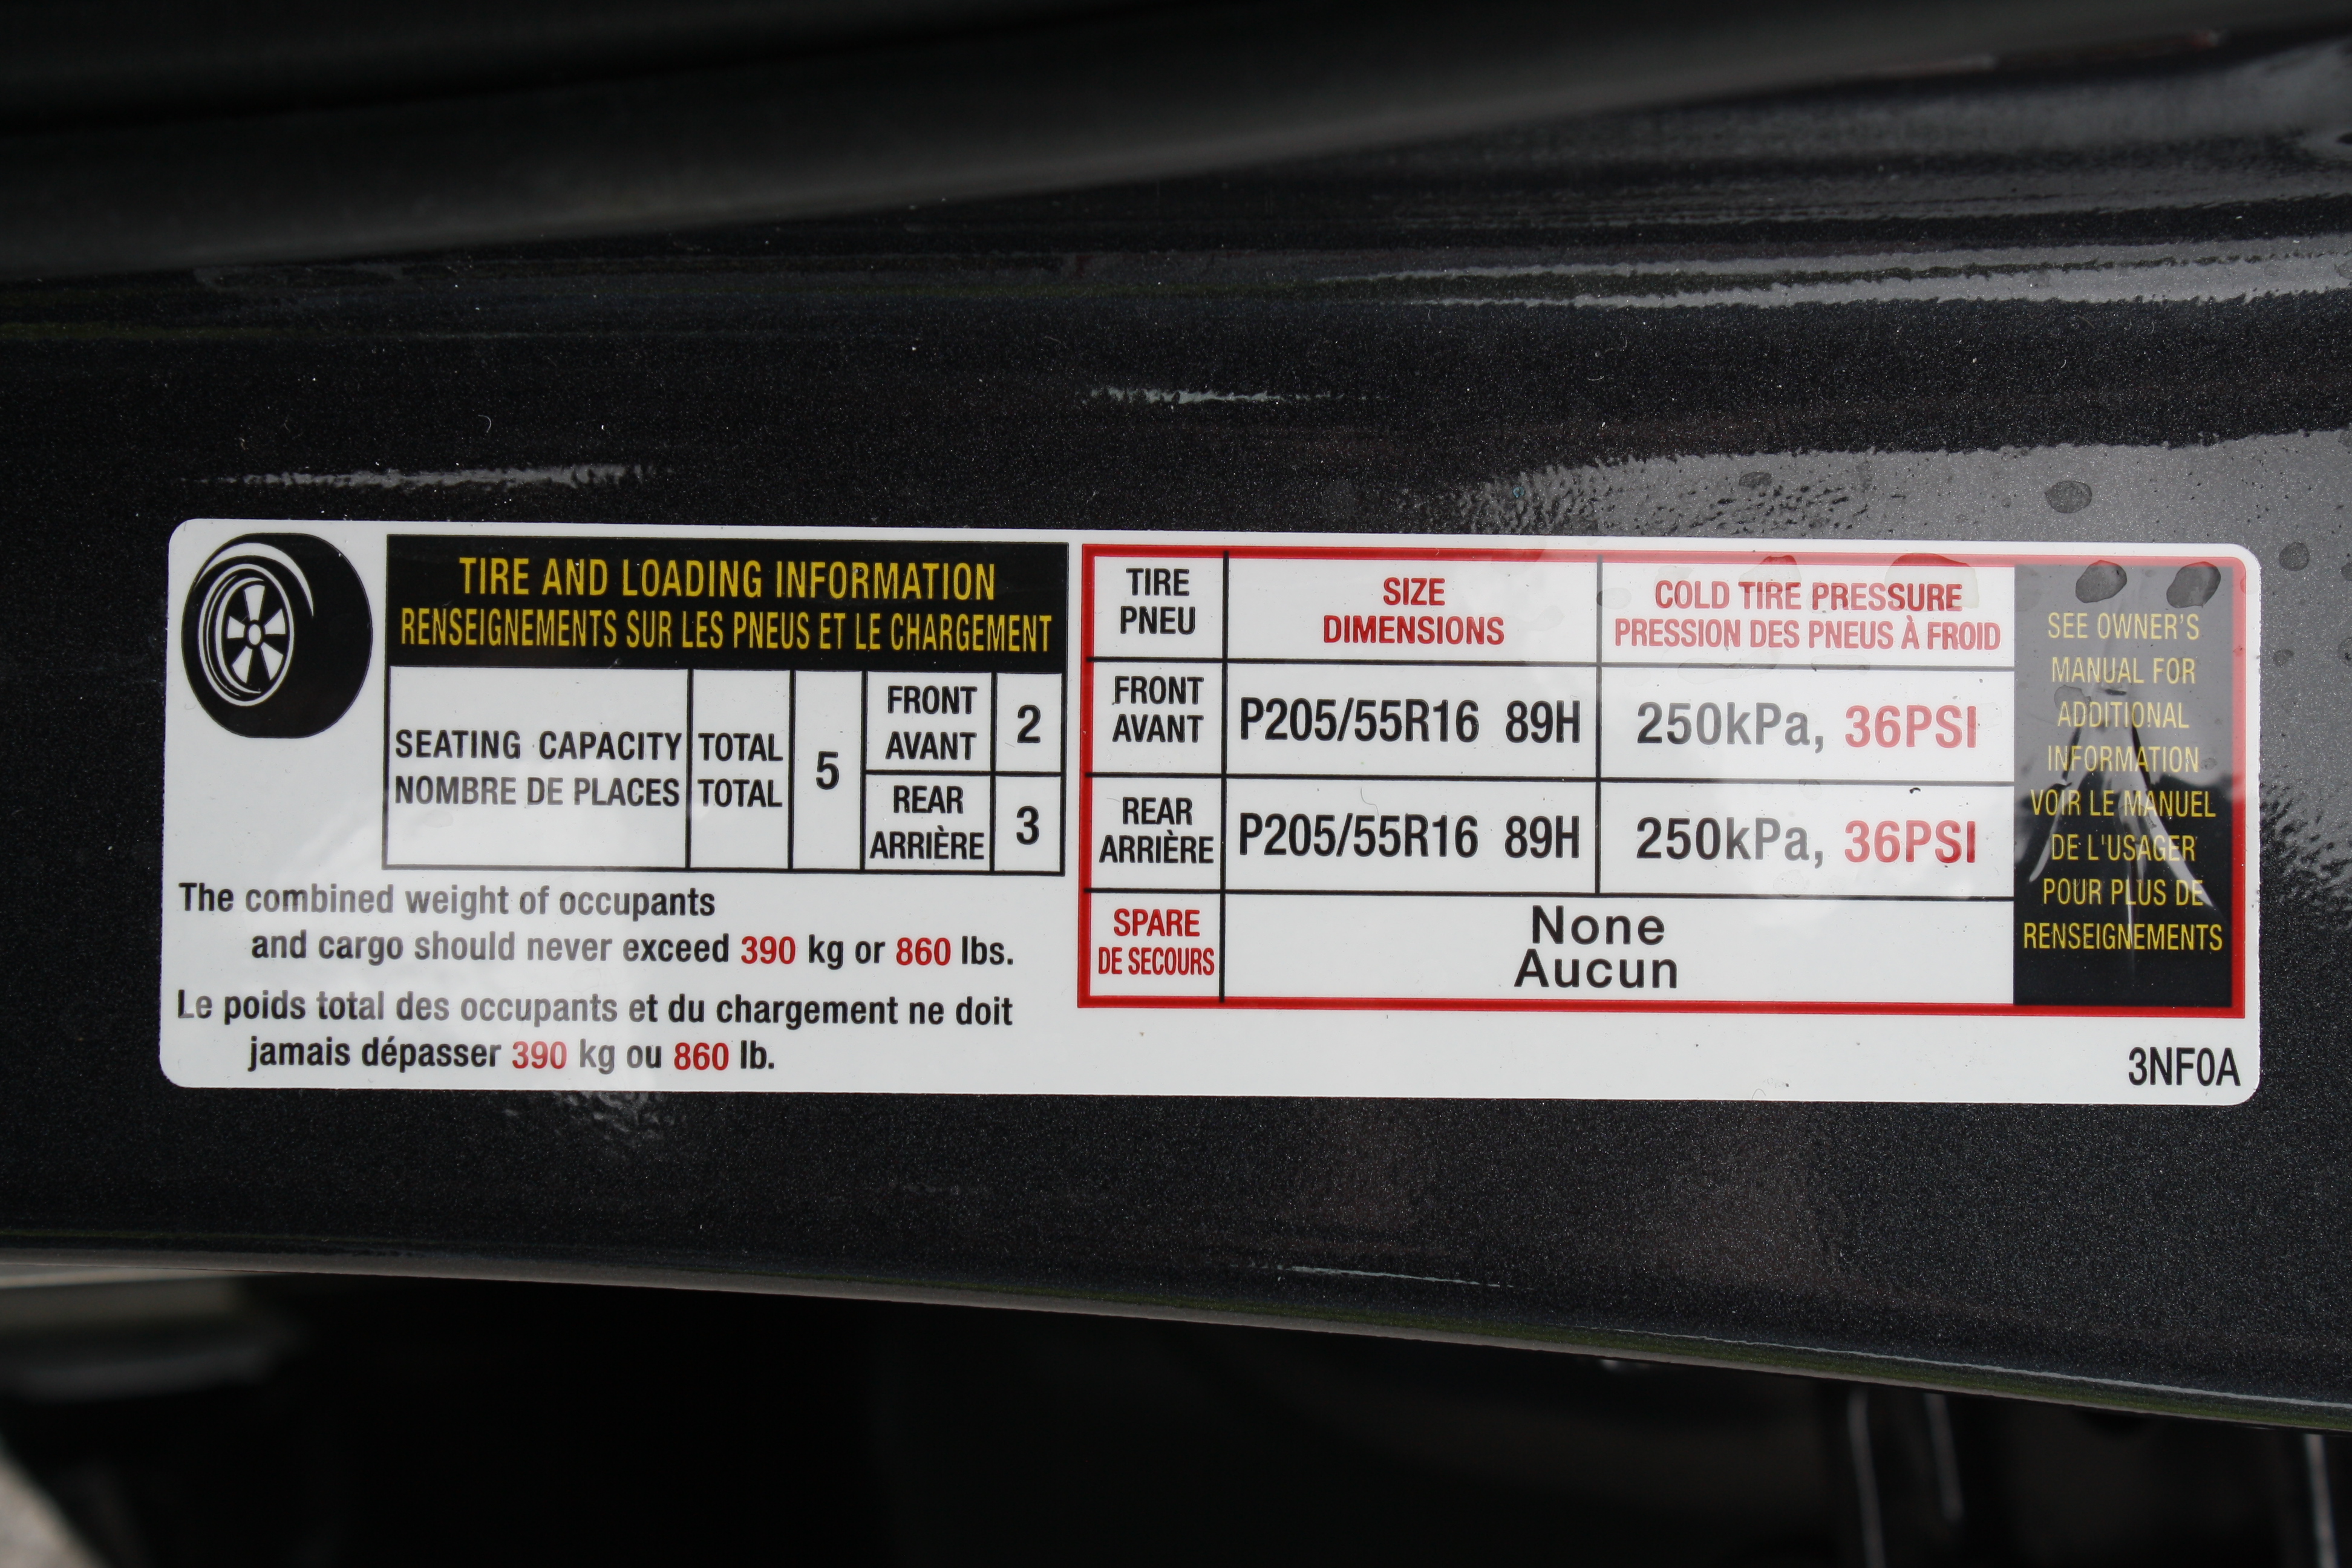 TIRE AND LOADING INFORMATION
RENSEIGNEMENTS SUR LES PNEUS ET LE CHARGEMENT
SEATING CAPACITY
NOMBRE DE PLACES
TOTAL
TOTAL
5
FRONT
AVANT
2
REAR
ARRIÈRE
3
The combined weight of occupants
and cargo should never exceed 390 kg or 860 lbs.
Le poids total des occupants et du chargement ne doit
jamais dépasser 390 kg ou 860 lb.
TIRE
PNEU
SIZE
DIMENSIONS
COLD TIRE PRESSURE
PRESSION DES PNEUS À FROID
FRONT
AVANT
P205/55R16 89H
250kPa, 36PSI
REAR
ARRIÈRE
P205/55R16 89H
250kPa, 36PSI
SPARE
DE SECOURS
None
Aucun
SEE OWNER'S
MANUAL FOR
ADDITIONAL
INFORMATION
VOIR LE MANUEL
DE L'USAGER
POUR PLUS DE
RENSEIGNEMENTS
3NF0A